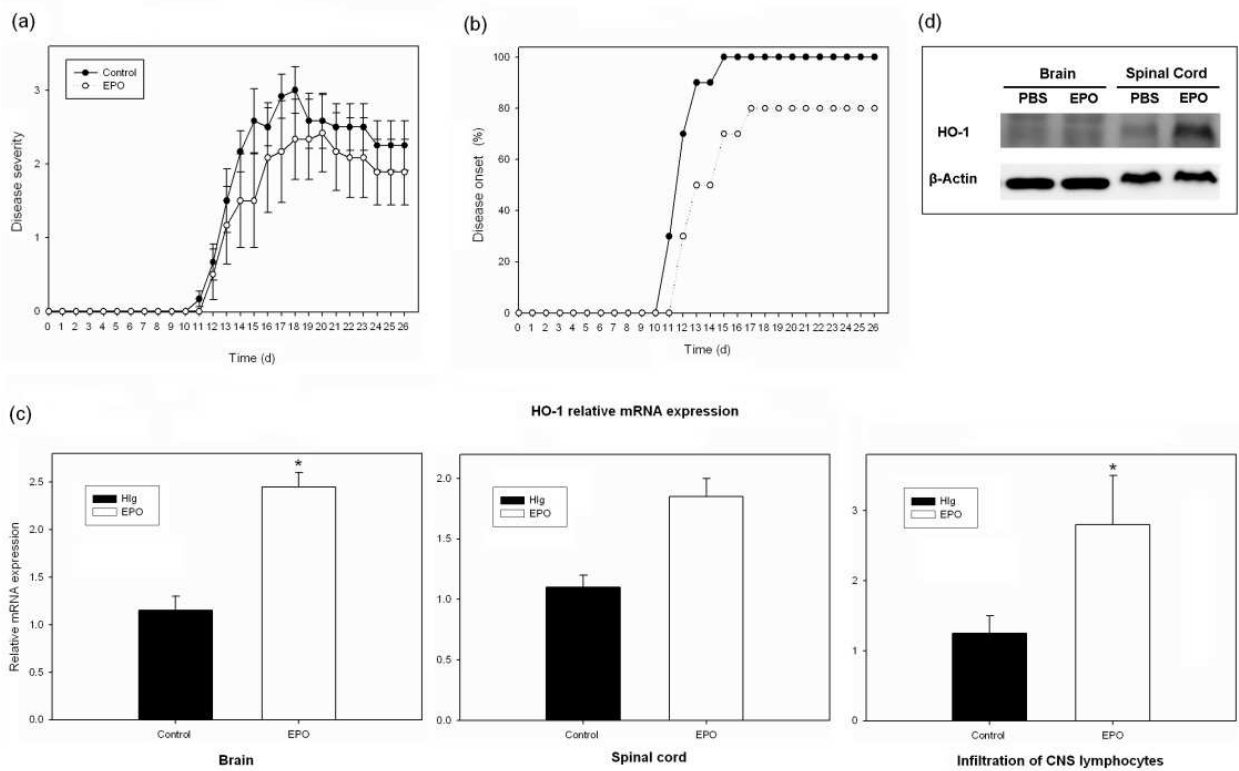 (a)
Control
EPO
Disease severity
3
2
1
0
0 1 2 3 4 5 6 7 8 9 10 11 12 13 14 15 16 17 18 19 20 21 22 23 24 25 26
Time (d)
(b)
Disease onset (%)
100
80
60
40
20
0
0 1 2 3 4 5 6 7 8 9 10 11 12 13 14 15 16 17 18 19 20 21 22 23 24 25 26
Time (d)
(d)
Brain Spinal Cord
PBS EPO PBS EPO
HO-1
β-Actin
(c)
HO-1 relative mRNA expression
Relative mRNA expression
2.5
2.0
1.5
1.0
0.5
0.0
HIg
EPO
*
Control EPO
Brain
2.0
1.5
1.0
0.5
0.0
HIg
EPO
Control EPO
Spinal cord
3
2
1
0
HIg
EPO
*
Control EPO
Infiltration of CNS lymphocytes